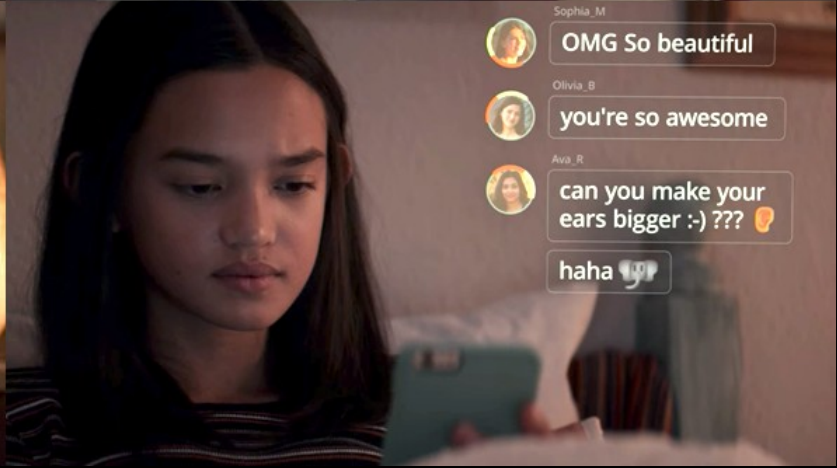 Sophia_M
OMG So beautiful
Olivia_B
you're so awesome
Ava_R
can you make your
ears bigger :-) ??? 👂
haha 🐘